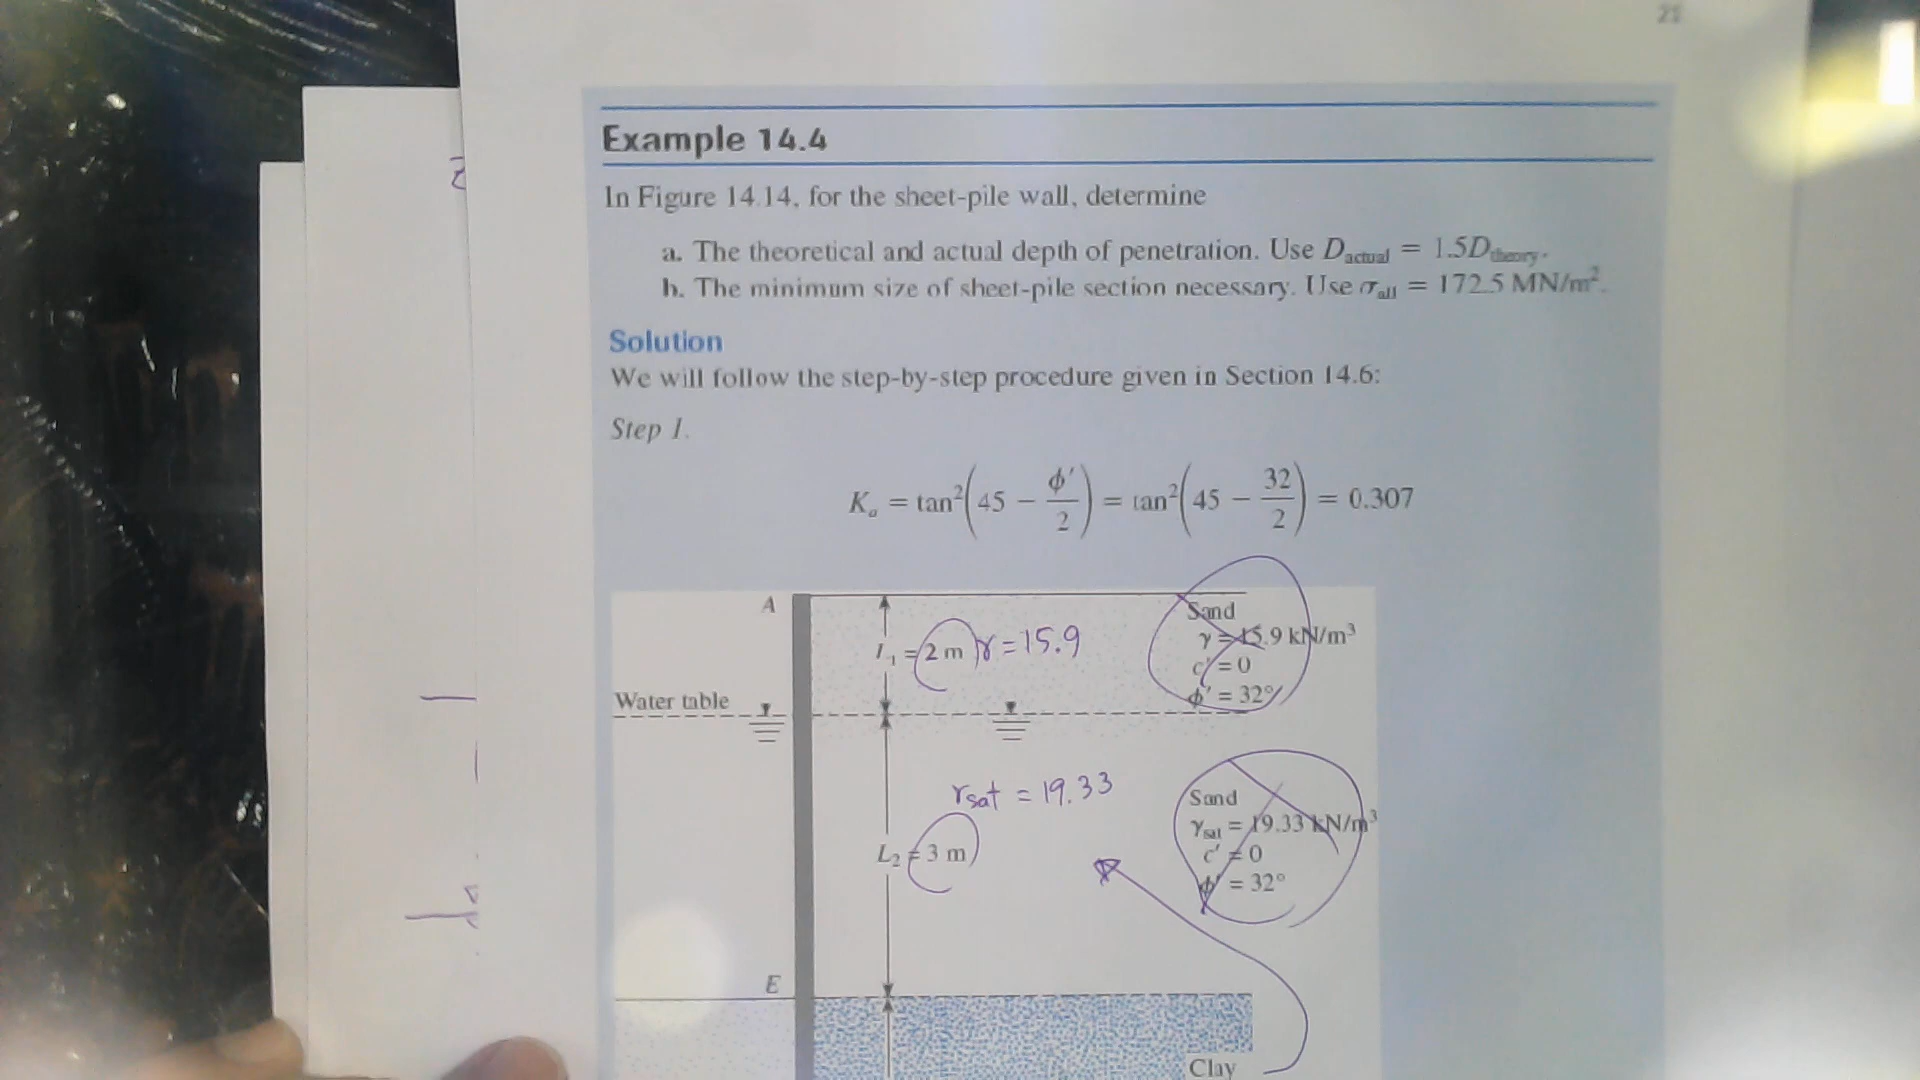 21
Example 14.4
In Figure 14.14, for the sheet-pile wall, determine
a. The theoretical and actual depth of penetration. Use D_actual = 1.5D_theory.
b. The minimum size of sheet-pile section necessary. Use σ_all = 172.5 MN/m².
Solution
We will follow the step-by-step procedure given in Section 14.6:
Step 1.
K_a = tan²(45 − ϕ′/2) = tan²(45 − 32/2) = 0.307
A
Sand
γ = 15.9 kN/m³
c′ = 0
ϕ′ = 32°
L₁ = 2 m
γ = 15.9
Water table
γsat = 19.33
Sand
γ_sat = 19.33 kN/m³
c′ = 0
ϕ′ = 32°
L₂ = 3 m
E
Clay